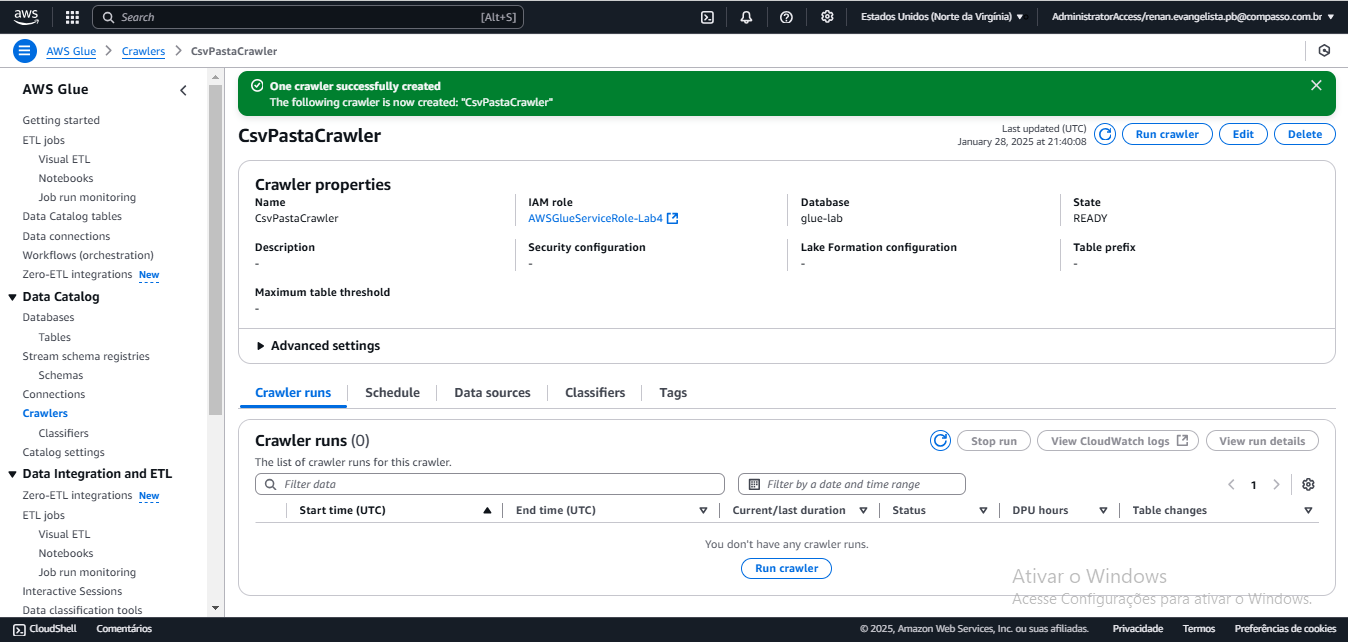 aws
Search [Alt+S]
Estados Unidos (Norte da Virgínia)
AdministratorAccess/renan.evangelista.pb@compasso.com.br
AWS Glue > Crawlers > CsvPastaCrawler
AWS Glue
Getting started
ETL jobs
Visual ETL
Notebooks
Job run monitoring
Data Catalog tables
Data connections
Workflows (orchestration)
Zero-ETL integrations New
Data Catalog
Databases
Tables
Stream schema registries
Schemas
Connections
Crawlers
Classifiers
Catalog settings
Data Integration and ETL
Zero-ETL integrations New
ETL jobs
Visual ETL
Notebooks
Job run monitoring
Interactive Sessions
Data classification tools
One crawler successfully created
The following crawler is now created: "CsvPastaCrawler"
CsvPastaCrawler
Last updated (UTC)
January 28, 2025 at 21:40:08
Run crawler
Edit
Delete
Crawler properties
Name
CsvPastaCrawler
IAM role
AWSGlueServiceRole-Lab4
Database
glue-lab
State
READY
Description
-
Security configuration
-
Lake Formation configuration
-
Table prefix
-
Maximum table threshold
-
Advanced settings
Crawler runs
Schedule
Data sources
Classifiers
Tags
Crawler runs (0)
Stop run
View CloudWatch logs
View run details
The list of crawler runs for this crawler.
Filter data
Filter by a date and time range
1
Start time (UTC)
End time (UTC)
Current/last duration
Status
DPU hours
Table changes
You don't have any crawler runs.
Run crawler
Ativar o Windows
Acesse Configurações para ativar o Windows.
CloudShell
Comentários
© 2025, Amazon Web Services, Inc. ou suas afiliadas.
Privacidade
Termos
Preferências de cookies